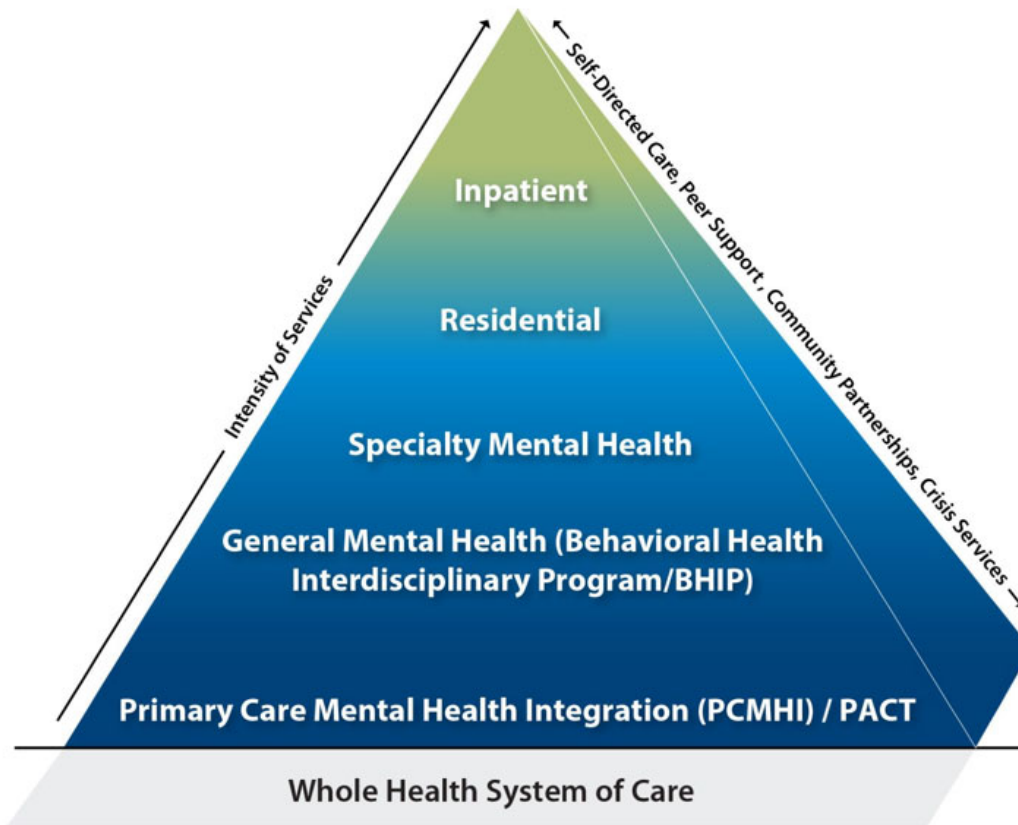 Inpatient
Residential
Specialty Mental Health
General Mental Health (Behavioral Health
Interdisciplinary Program/BHIP)
Primary Care Mental Health Integration (PCMHI) / PACT
Whole Health System of Care
Intensity of Services
Self-Directed Care, Peer Support , Community Partnerships, Crisis Services